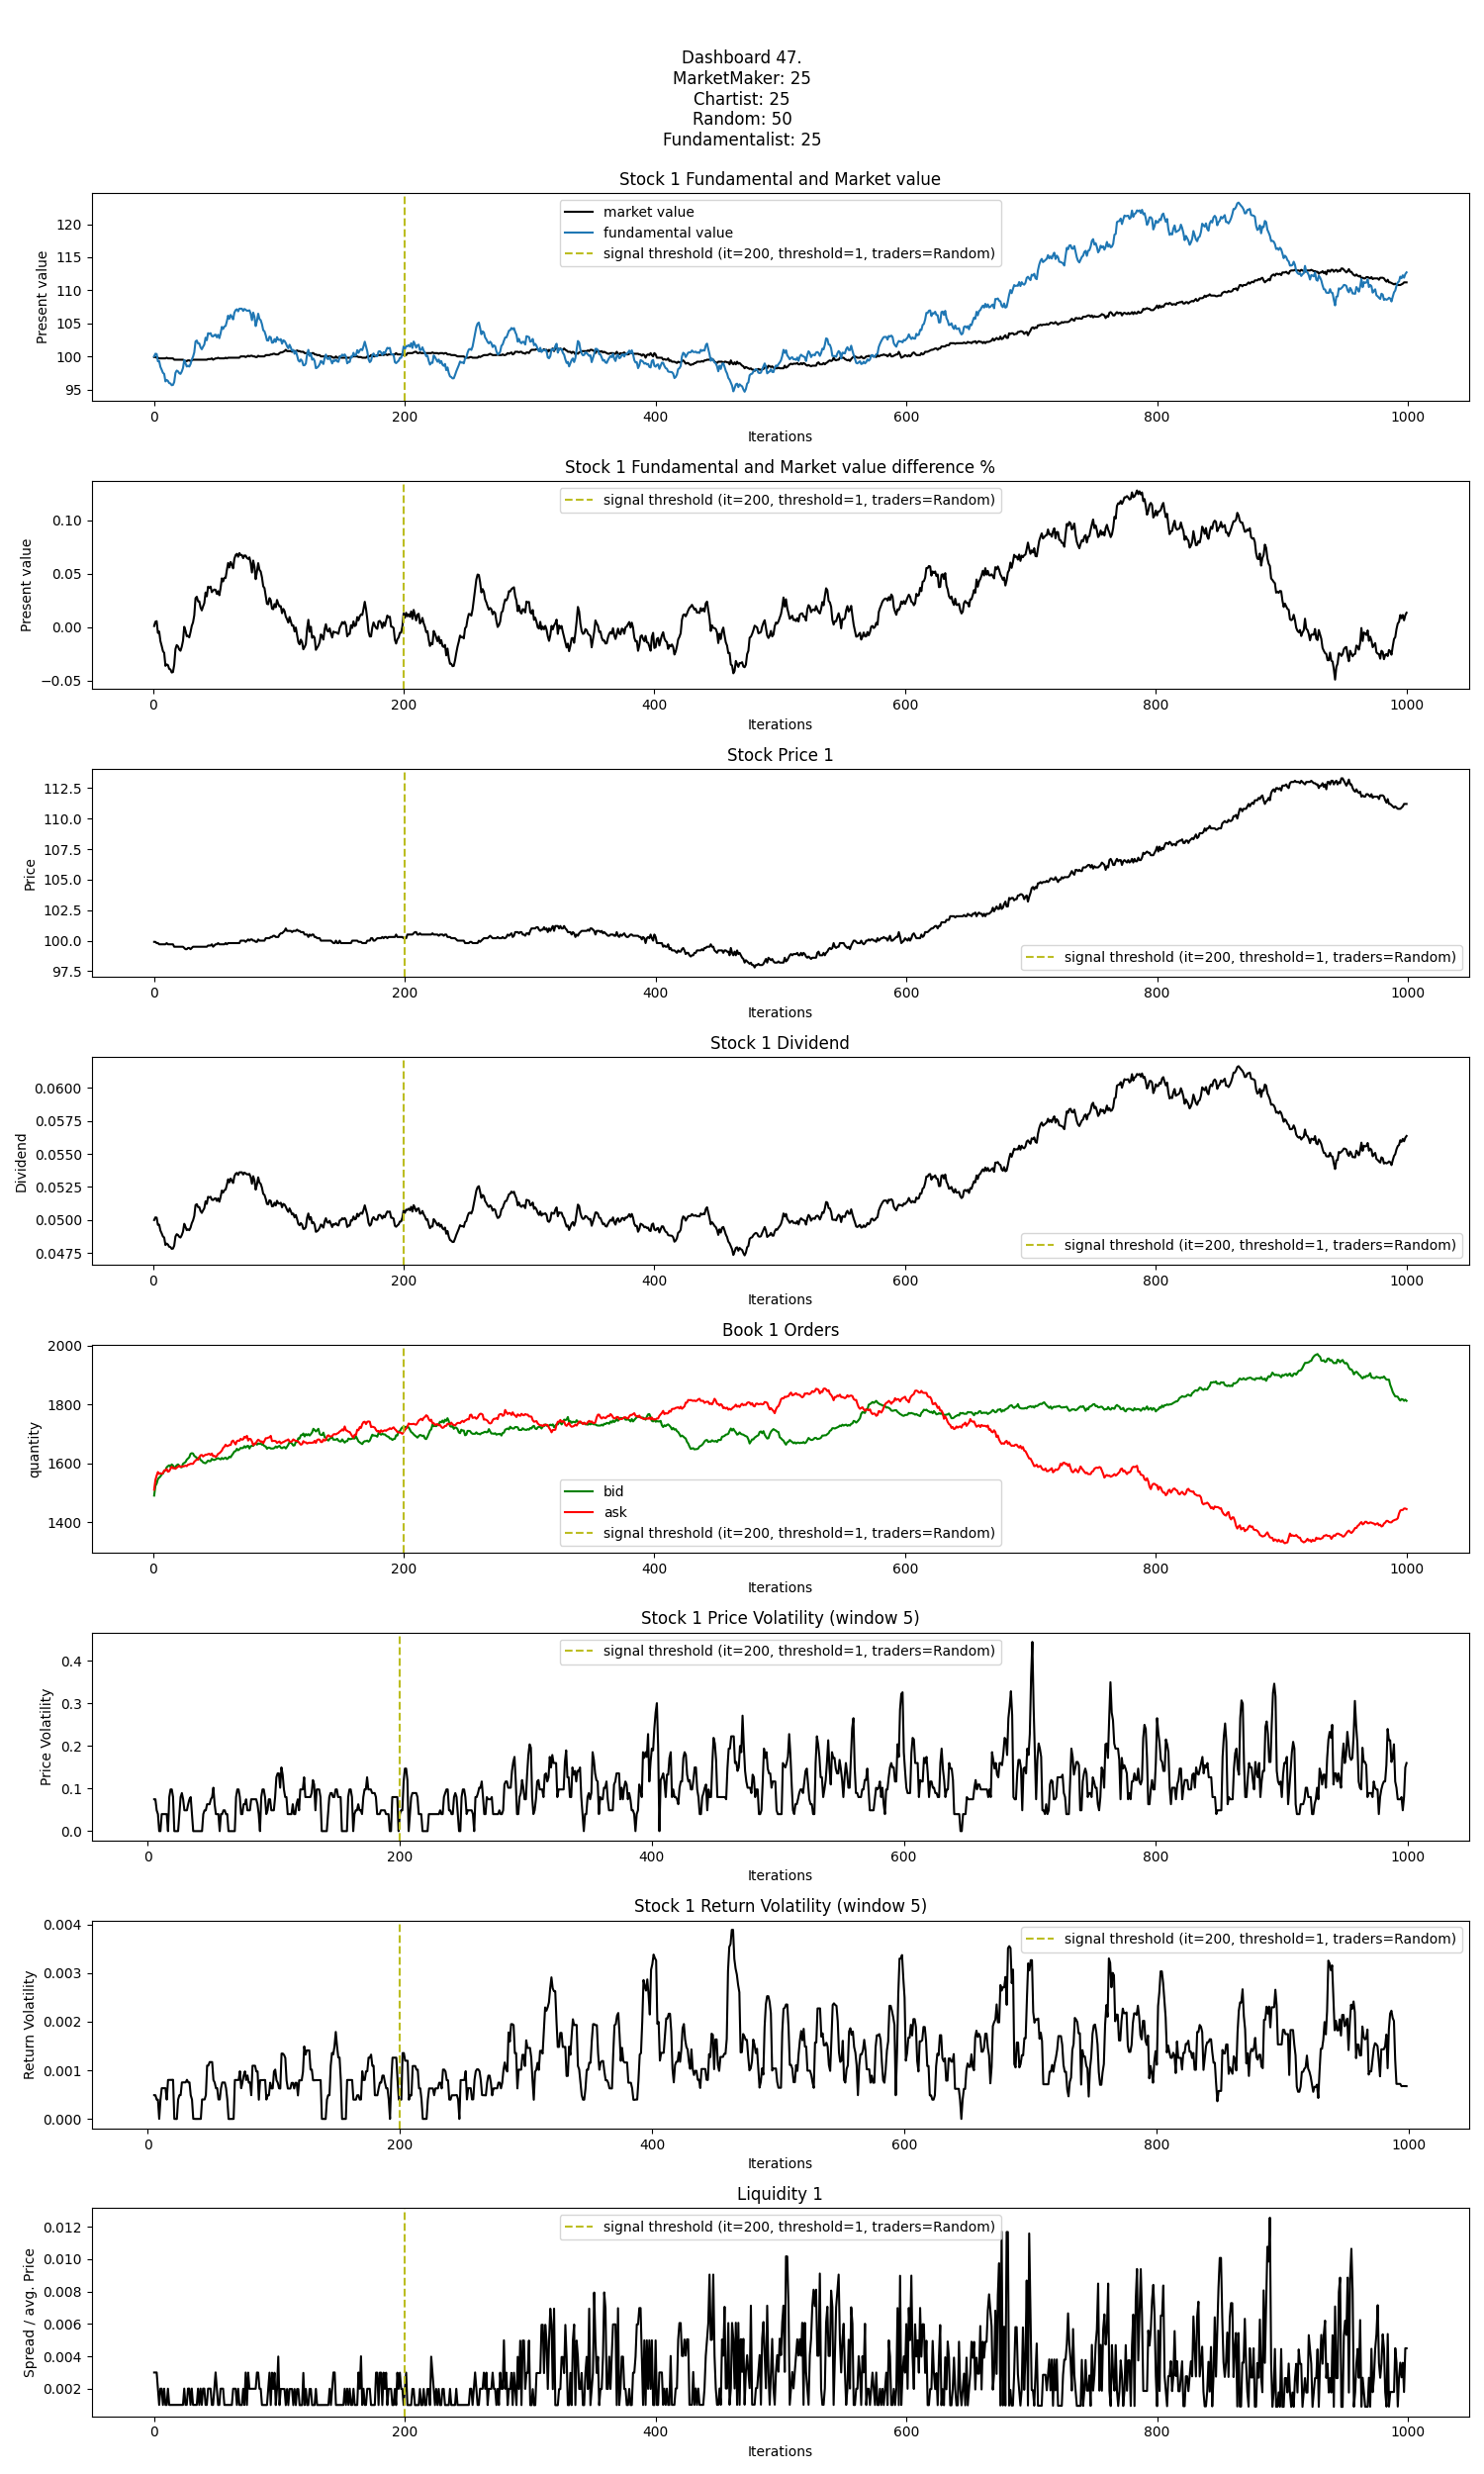 Dashboard 47.
MarketMaker: 25
Chartist: 25
Random: 50
Fundamentalist: 25
Stock 1 Fundamental and Market value
market value
fundamental value
signal threshold (it=200, threshold=1, traders=Random)
Present value
120
115
110
105
100
95
0 200 400 600 800 1000
Iterations
Stock 1 Fundamental and Market value difference %
signal threshold (it=200, threshold=1, traders=Random)
Present value
0.10
0.05
0.00
−0.05
0 200 400 600 800 1000
Iterations
Stock Price 1
Price
112.5
110.0
107.5
105.0
102.5
100.0
97.5
signal threshold (it=200, threshold=1, traders=Random)
0 200 400 600 800 1000
Iterations
Stock 1 Dividend
Dividend
0.0600
0.0575
0.0550
0.0525
0.0500
0.0475
signal threshold (it=200, threshold=1, traders=Random)
0 200 400 600 800 1000
Iterations
Book 1 Orders
quantity
2000
1800
1600
1400
bid
ask
signal threshold (it=200, threshold=1, traders=Random)
0 200 400 600 800 1000
Iterations
Stock 1 Price Volatility (window 5)
signal threshold (it=200, threshold=1, traders=Random)
Price Volatility
0.4
0.3
0.2
0.1
0.0
0 200 400 600 800 1000
Iterations
Stock 1 Return Volatility (window 5)
signal threshold (it=200, threshold=1, traders=Random)
Return Volatility
0.004
0.003
0.002
0.001
0.000
0 200 400 600 800 1000
Iterations
Liquidity 1
signal threshold (it=200, threshold=1, traders=Random)
Spread / avg. Price
0.012
0.010
0.008
0.006
0.004
0.002
0 200 400 600 800 1000
Iterations